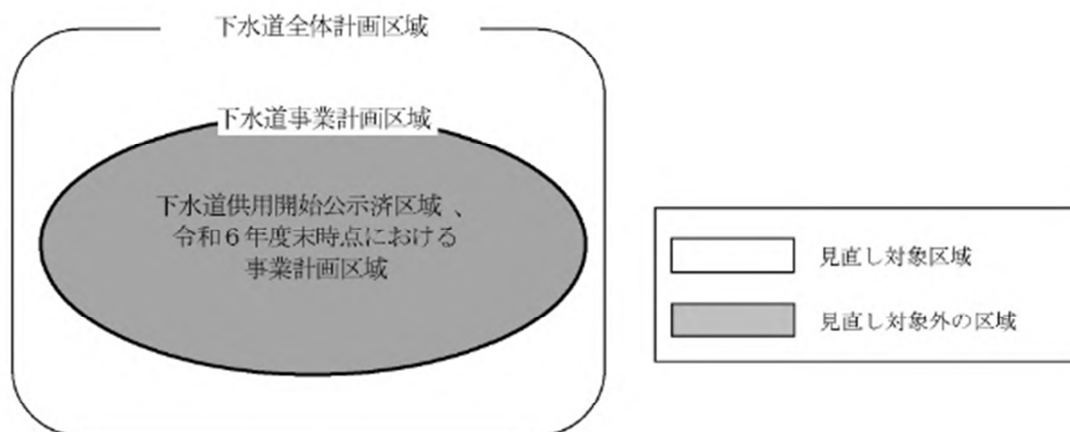 下水道全体計画区域
下水道事業計画区域
下水道供用開始公示済区域 、
令和６年度末時点における
事業計画区域
見直し対象区域
見直し対象外の区域